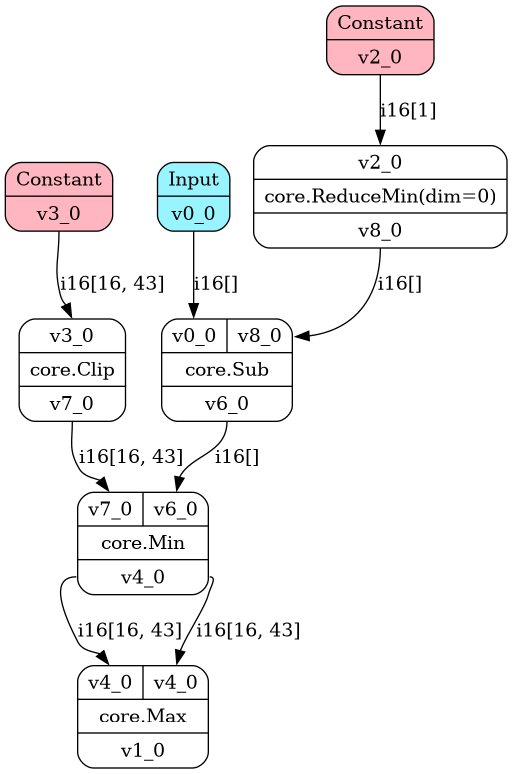 Constant
v2_0
i16[1]
v2_0
core.ReduceMin(dim=0)
v8_0
Constant
v3_0
Input
v0_0
i16[16, 43]
i16[]
i16[]
v3_0
core.Clip
v7_0
v0_0 v8_0
core.Sub
v6_0
i16[16, 43]
i16[]
v7_0 v6_0
core.Min
v4_0
i16[16, 43]
i16[16, 43]
v4_0 v4_0
core.Max
v1_0